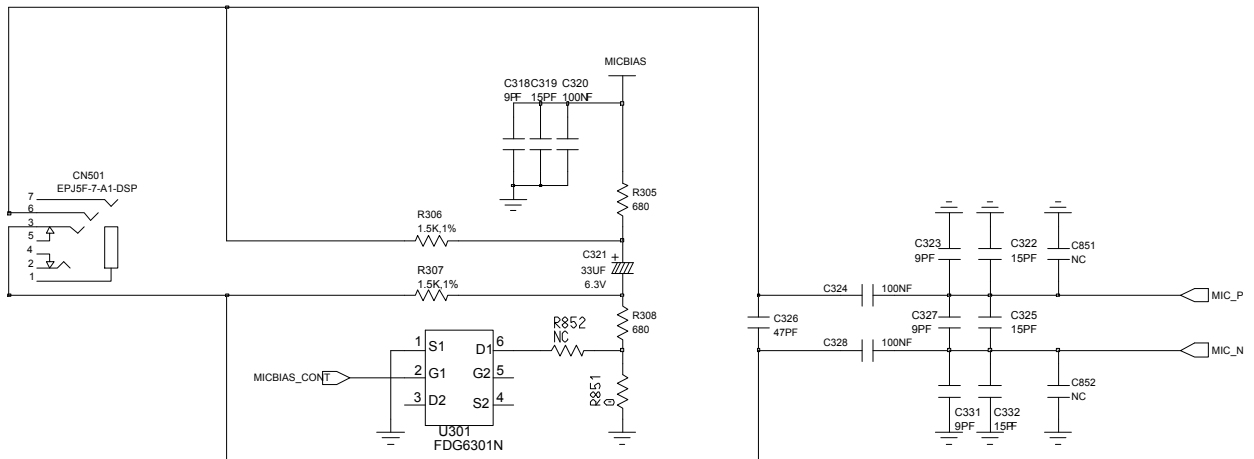 MICBIAS
C318
9PF
C319
15PF
C320
100NF
CN501
EPJ5F-7-A1-DSP
7
6
3
5
4
2
1
R305
680
R306
1.5K,1%
C321
+
33UF
6.3V
R307
1.5K,1%
R308
680
R852
NC
R851
0
MICBIAS_CONT
1
S1
2
G1
3
D2
D1
6
G2
5
S2
4
U301
FDG6301N
C323
9PF
C322
15PF
C851
NC
C324
100NF
MIC_P
C326
47PF
C327
9PF
C325
15PF
C328
100NF
MIC_N
C331
9PF
C332
15PF
C852
NC